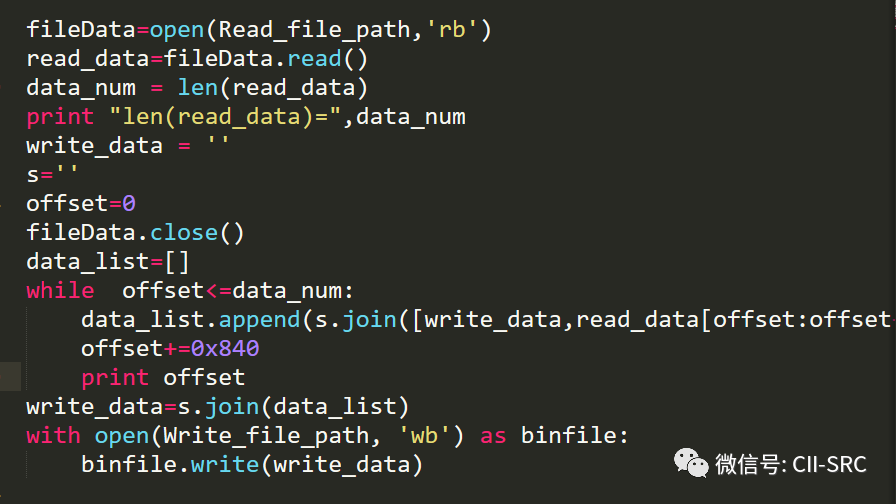 fileData=open(Read_file_path,'rb')
read_data=fileData.read()
data_num = len(read_data)
print "len(read_data)=",data_num
write_data = ''
s=''
offset=0
fileData.close()
data_list=[]
while  offset<=data_num:
    data_list.append(s.join([write_data,read_data[offset:offset
    offset+=0x840
    print offset
write_data=s.join(data_list)
with open(Write_file_path, 'wb') as binfile:
    binfile.write(write_data)
微信号: CII-SRC